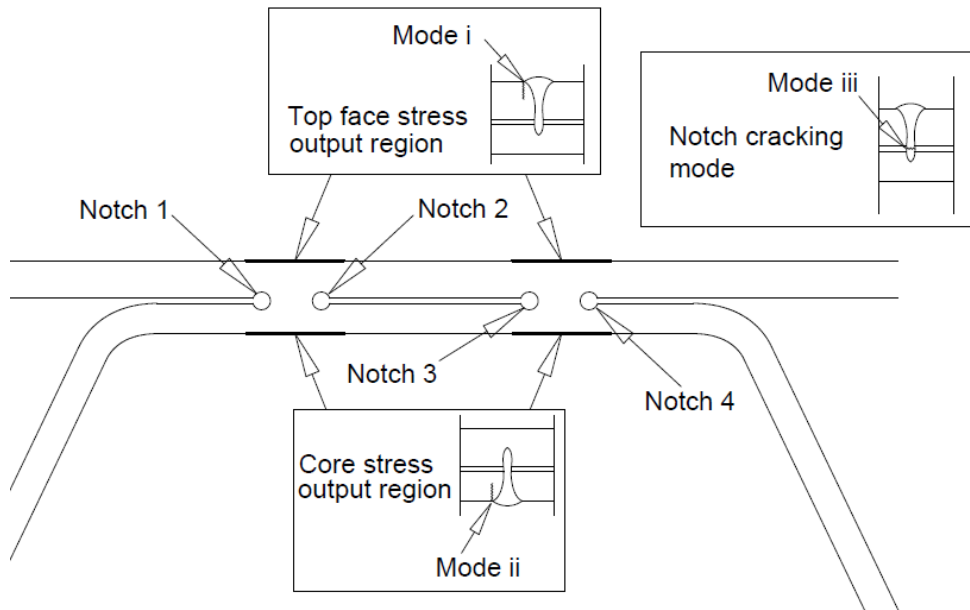 Mode i
Top face stress
output region
Mode iii
Notch cracking
mode
Notch 1
Notch 2
Notch 3
Notch 4
Core stress
output region
Mode ii